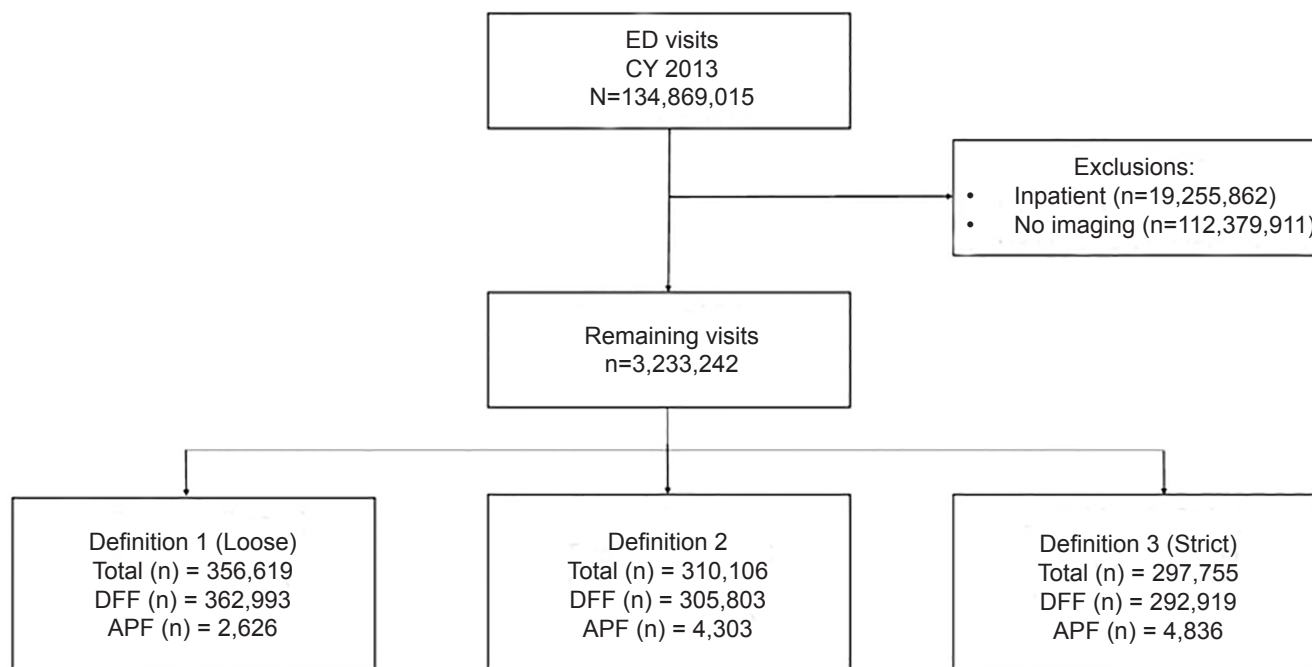 ED visits
CY 2013
N=134,869,015
Exclusions:
• Inpatient (n=19,255,862)
• No imaging (n=112,379,911)
Remaining visits
n=3,233,242
Definition 1 (Loose)
Total (n) = 356,619
DFF (n) = 362,993
APF (n) = 2,626
Definition 2
Total (n) = 310,106
DFF (n) = 305,803
APF (n) = 4,303
Definition 3 (Strict)
Total (n) = 297,755
DFF (n) = 292,919
APF (n) = 4,836